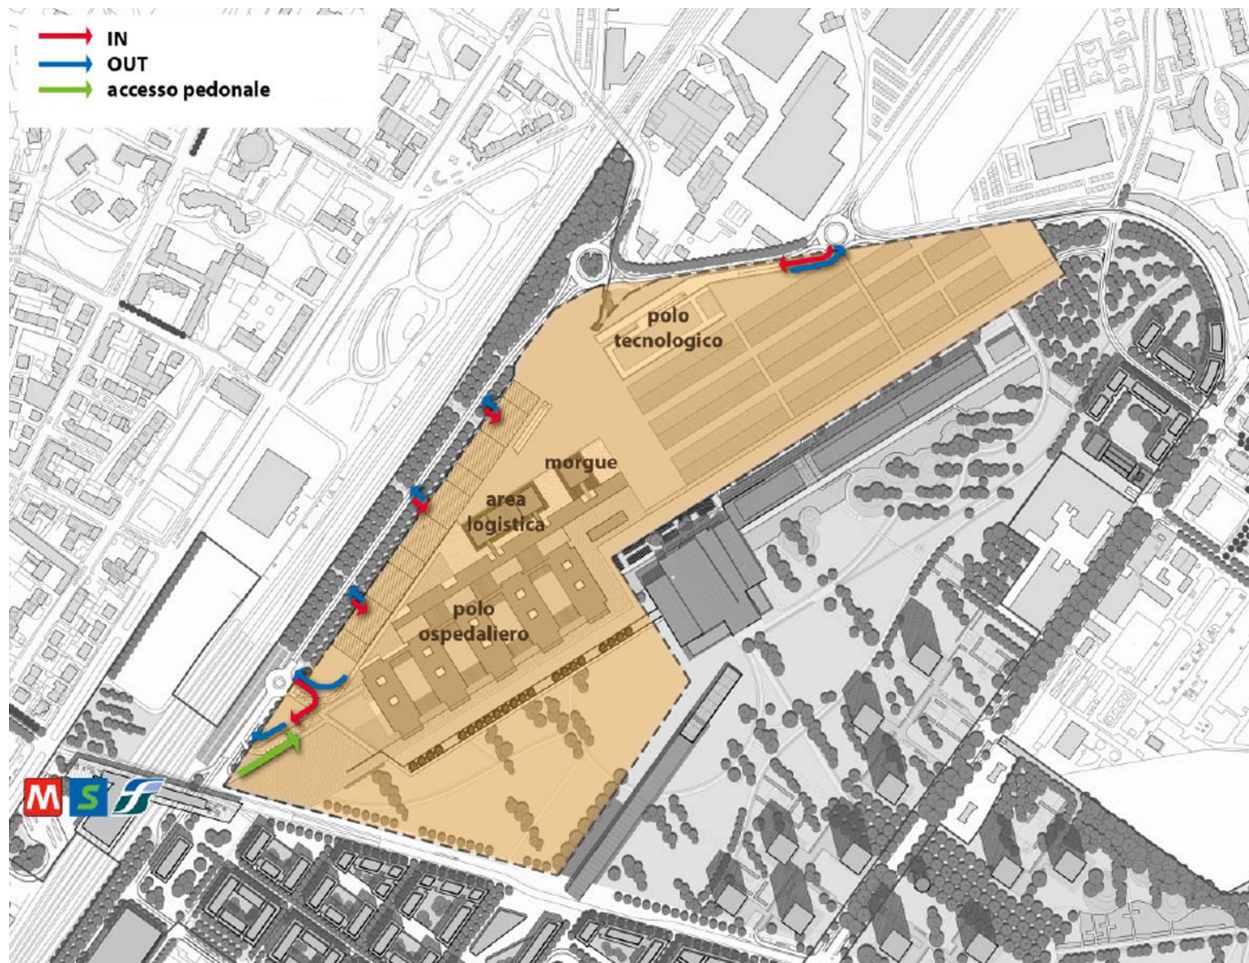 IN
OUT
accesso pedonale
polo
tecnologico
morgue
area
logistica
polo
ospedaliero
M S